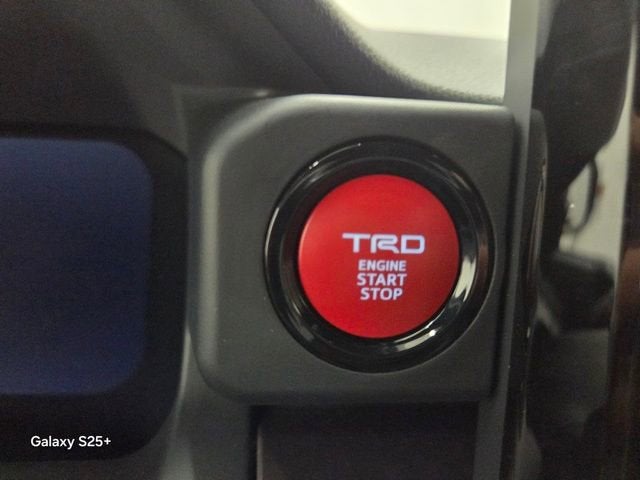 TRD
ENGINE
START
STOP
Galaxy S25+